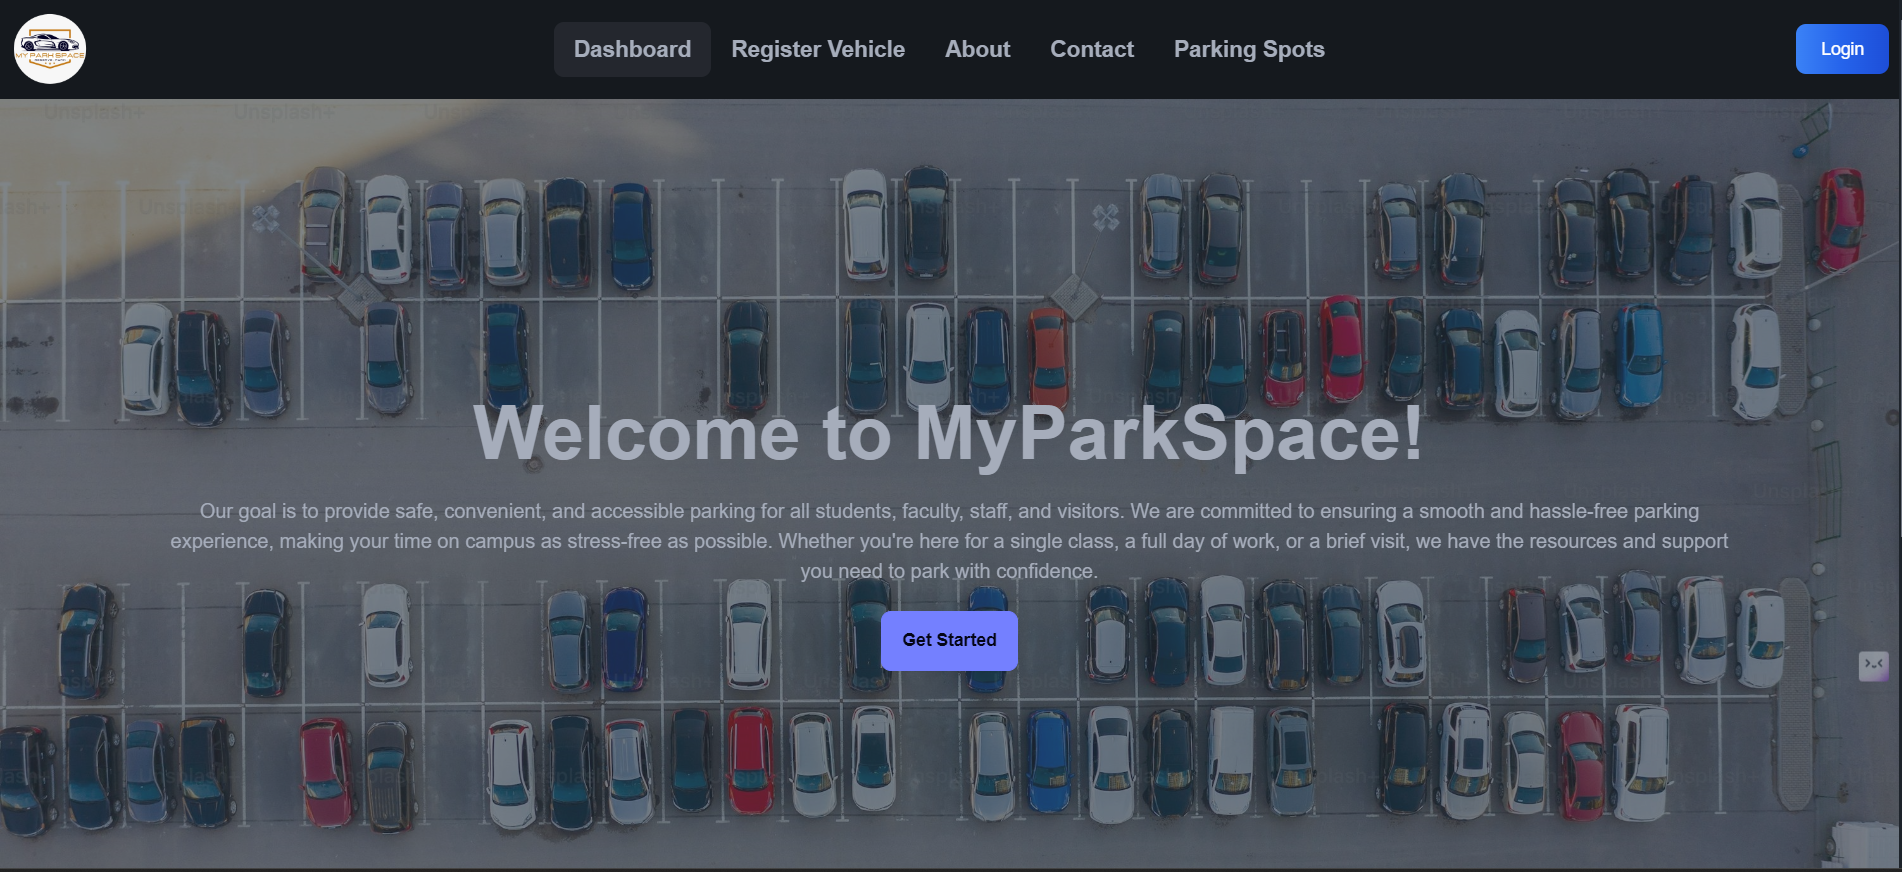 MY PARK SPACE
Dashboard
Register Vehicle
About
Contact
Parking Spots
Login
Unsplash+ Unsplash+
Welcome to MyParkSpace!
Our goal is to provide safe, convenient, and accessible parking for all students, faculty, staff, and visitors. We are committed to ensuring a smooth and hassle-free parking
experience, making your time on campus as stress-free as possible. Whether you're here for a single class, a full day of work, or a brief visit, we have the resources and support
you need to park with confidence.
Get Started